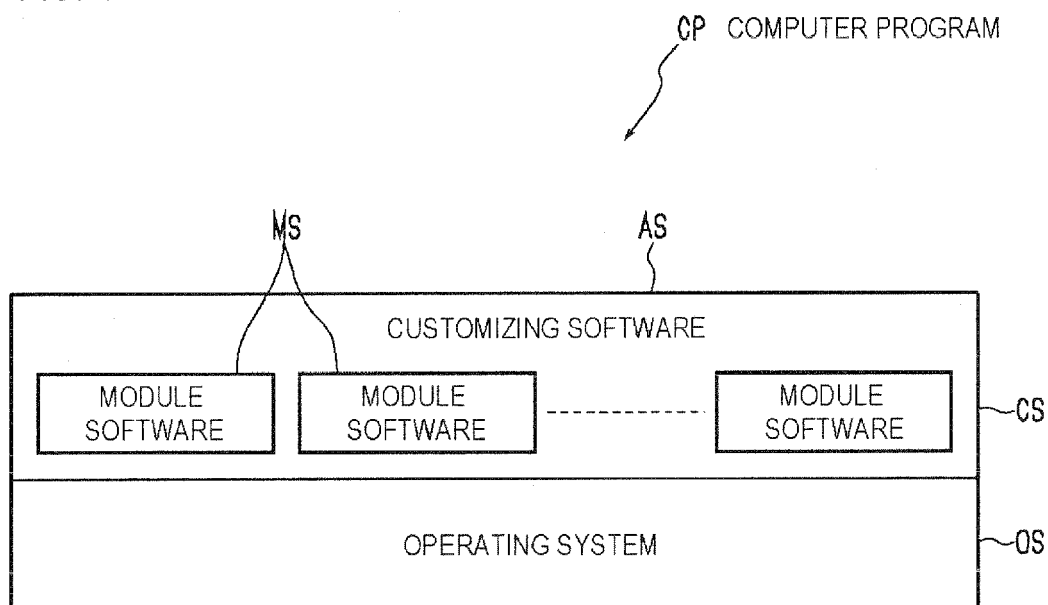 CP COMPUTER PROGRAM
MS
AS
CUSTOMIZING SOFTWARE
MODULE
SOFTWARE
MODULE
SOFTWARE
MODULE
SOFTWARE
CS
OPERATING SYSTEM
OS